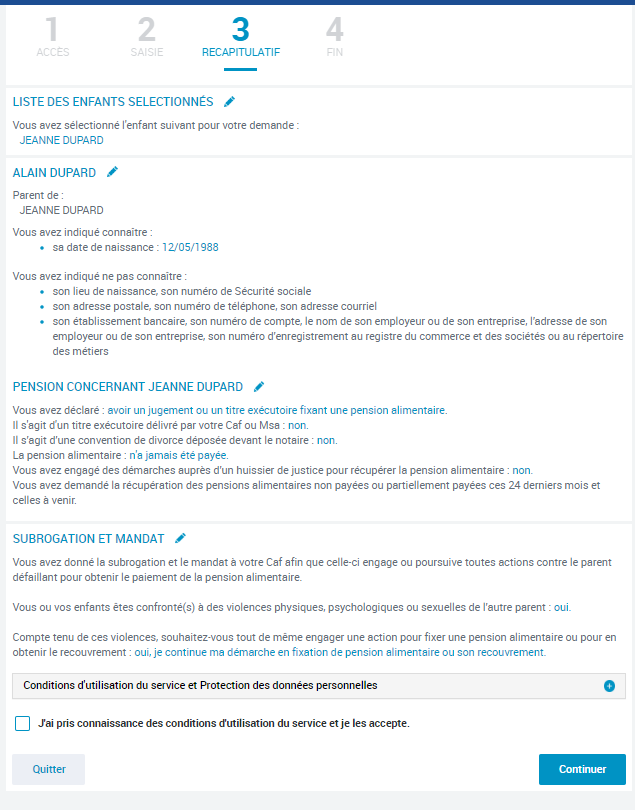 1 2 3 4
ACCÈS SAISIE RECAPITULATIF FIN
LISTE DES ENFANTS SELECTIONNÉS
Vous avez sélectionné l'enfant suivant pour votre demande :
JEANNE DUPARD
ALAIN DUPARD
Parent de :
JEANNE DUPARD
Vous avez indiqué connaître :
• sa date de naissance : 12/05/1988
Vous avez indiqué ne pas connaître :
• son lieu de naissance, son numéro de Sécurité sociale
• son adresse postale, son numéro de téléphone, son adresse courriel
• son établissement bancaire, son numéro de compte, le nom de son employeur ou de son entreprise, l'adresse de son
employeur ou de son entreprise, son numéro d'enregistrement au registre du commerce et des sociétés ou au répertoire
des métiers
PENSION CONCERNANT JEANNE DUPARD
Vous avez déclaré : avoir un jugement ou un titre exécutoire fixant une pension alimentaire.
Il s'agit d'un titre exécutoire délivré par votre Caf ou Msa : non.
Il s'agit d'une convention de divorce déposée devant le notaire : non.
La pension alimentaire : n'a jamais été payée.
Vous avez engagé des démarches auprès d'un huissier de justice pour récupérer la pension alimentaire : non.
Vous avez demandé la récupération des pensions alimentaires non payées ou partiellement payées ces 24 derniers mois et
celles à venir.
SUBROGATION ET MANDAT
Vous avez donné la subrogation et le mandat à votre Caf afin que celle-ci engage ou poursuive toutes actions contre le parent
défaillant pour obtenir le paiement de la pension alimentaire.
Vous ou vos enfants êtes confronté(s) à des violences physiques, psychologiques ou sexuelles de l'autre parent : oui.
Compte tenu de ces violences, souhaitez-vous tout de même engager une action pour fixer une pension alimentaire ou pour en
obtenir le recouvrement : oui, je continue ma démarche en fixation de pension alimentaire ou son recouvrement.
Conditions d'utilisation du service et Protection des données personnelles
J'ai pris connaissance des conditions d'utilisation du service et je les accepte.
Quitter Continuer